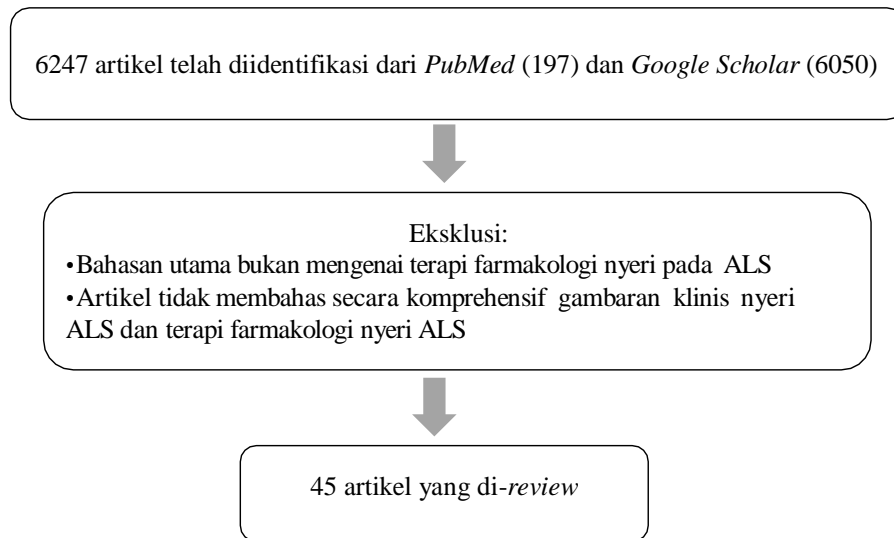 6247 artikel telah diidentifikasi dari PubMed (197) dan Google Scholar (6050)
Eksklusi:
•Bahasan utama bukan mengenai terapi farmakologi nyeri pada ALS
•Artikel tidak membahas secara komprehensif gambaran klinis nyeri
ALS dan terapi farmakologi nyeri ALS
45 artikel yang di-review